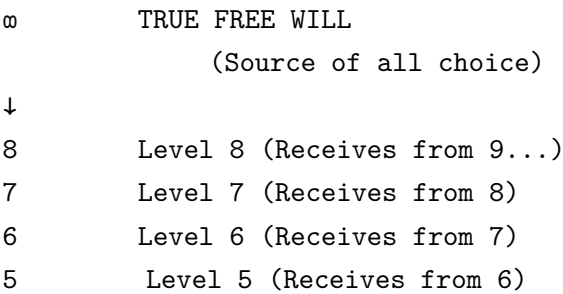 ∞ TRUE FREE WILL
(Source of all choice)
↓
8 Level 8 (Receives from 9...)
7 Level 7 (Receives from 8)
6 Level 6 (Receives from 7)
5 Level 5 (Receives from 6)